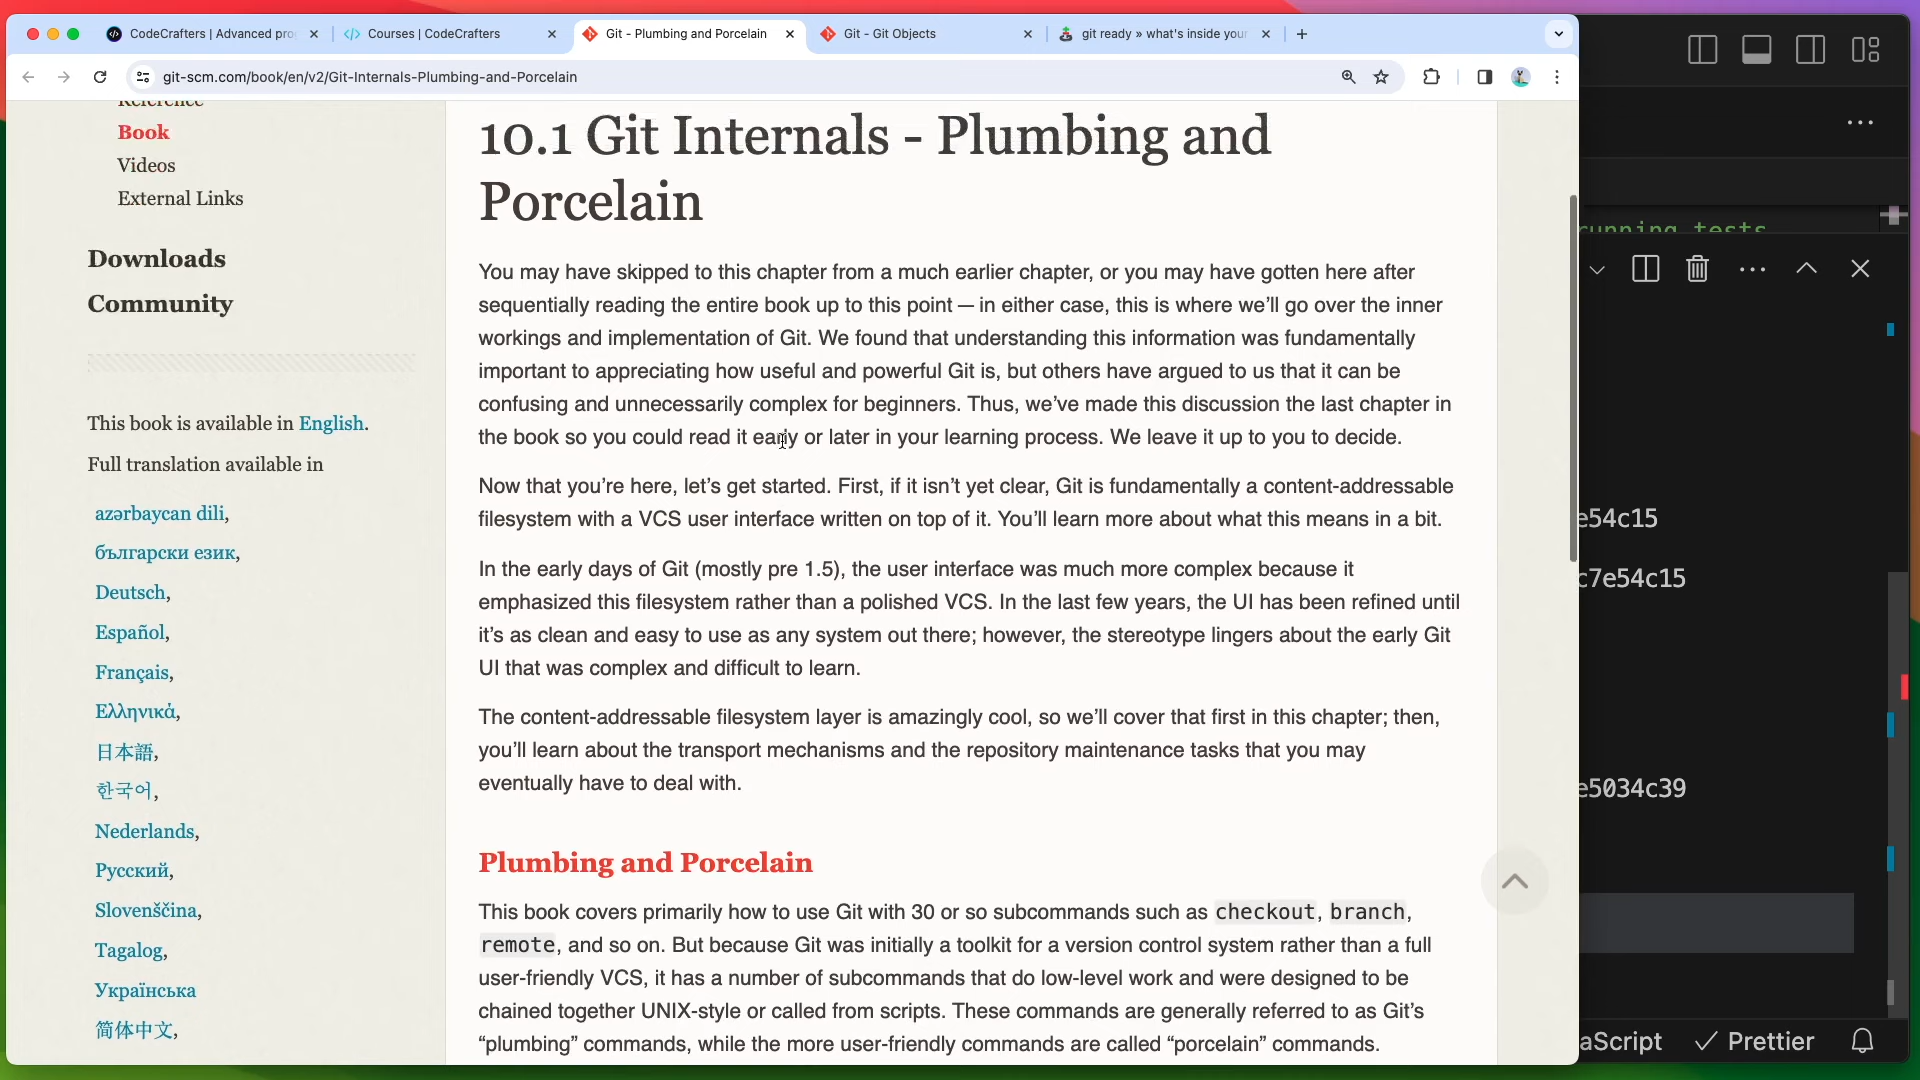 CodeCrafters | Advanced pro
Courses | CodeCrafters
Git - Plumbing and Porcelain
Git - Git Objects
git ready » what's inside your
git-scm.com/book/en/v2/Git-Internals-Plumbing-and-Porcelain
Reference
Book
Videos
External Links
Downloads
Community
This book is available in English.
Full translation available in
azərbaycan dili,
български език,
Deutsch,
Español,
Français,
Ελληνικά,
日本語,
한국어,
Nederlands,
Русский,
Slovenščina,
Tagalog,
Українська
简体中文,
10.1 Git Internals - Plumbing and
Porcelain
You may have skipped to this chapter from a much earlier chapter, or you may have gotten here after
sequentially reading the entire book up to this point — in either case, this is where we’ll go over the inner
workings and implementation of Git. We found that understanding this information was fundamentally
important to appreciating how useful and powerful Git is, but others have argued to us that it can be
confusing and unnecessarily complex for beginners. Thus, we’ve made this discussion the last chapter in
the book so you could read it early or later in your learning process. We leave it up to you to decide.
Now that you’re here, let’s get started. First, if it isn’t yet clear, Git is fundamentally a content-addressable
filesystem with a VCS user interface written on top of it. You’ll learn more about what this means in a bit.
In the early days of Git (mostly pre 1.5), the user interface was much more complex because it
emphasized this filesystem rather than a polished VCS. In the last few years, the UI has been refined until
it’s as clean and easy to use as any system out there; however, the stereotype lingers about the early Git
UI that was complex and difficult to learn.
The content-addressable filesystem layer is amazingly cool, so we’ll cover that first in this chapter; then,
you’ll learn about the transport mechanisms and the repository maintenance tasks that you may
eventually have to deal with.
Plumbing and Porcelain
This book covers primarily how to use Git with 30 or so subcommands such as checkout, branch,
remote, and so on. But because Git was initially a toolkit for a version control system rather than a full
user-friendly VCS, it has a number of subcommands that do low-level work and were designed to be
chained together UNIX-style or called from scripts. These commands are generally referred to as Git’s
“plumbing” commands, while the more user-friendly commands are called “porcelain” commands.
running tests
e54c15
c7e54c15
e5034c39
aScript
Prettier